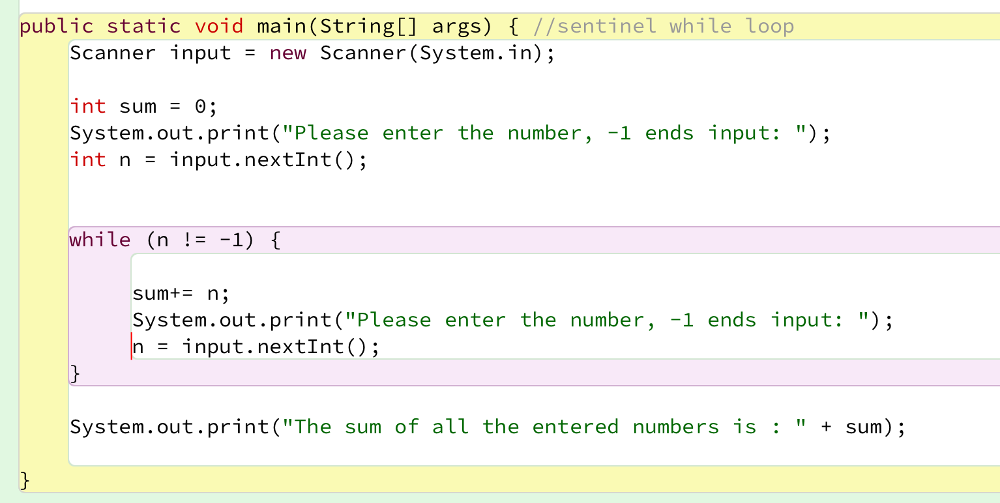 public static void main(String[] args) { //sentinel while loop
Scanner input = new Scanner(System.in);
int sum = 0;
System.out.print("Please enter the number, -1 ends input: ");
int n = input.nextInt();
while (n != -1) {
sum+= n;
System.out.print("Please enter the number, -1 ends input: ");
n = input.nextInt();
}
System.out.print("The sum of all the entered numbers is : " + sum);
}